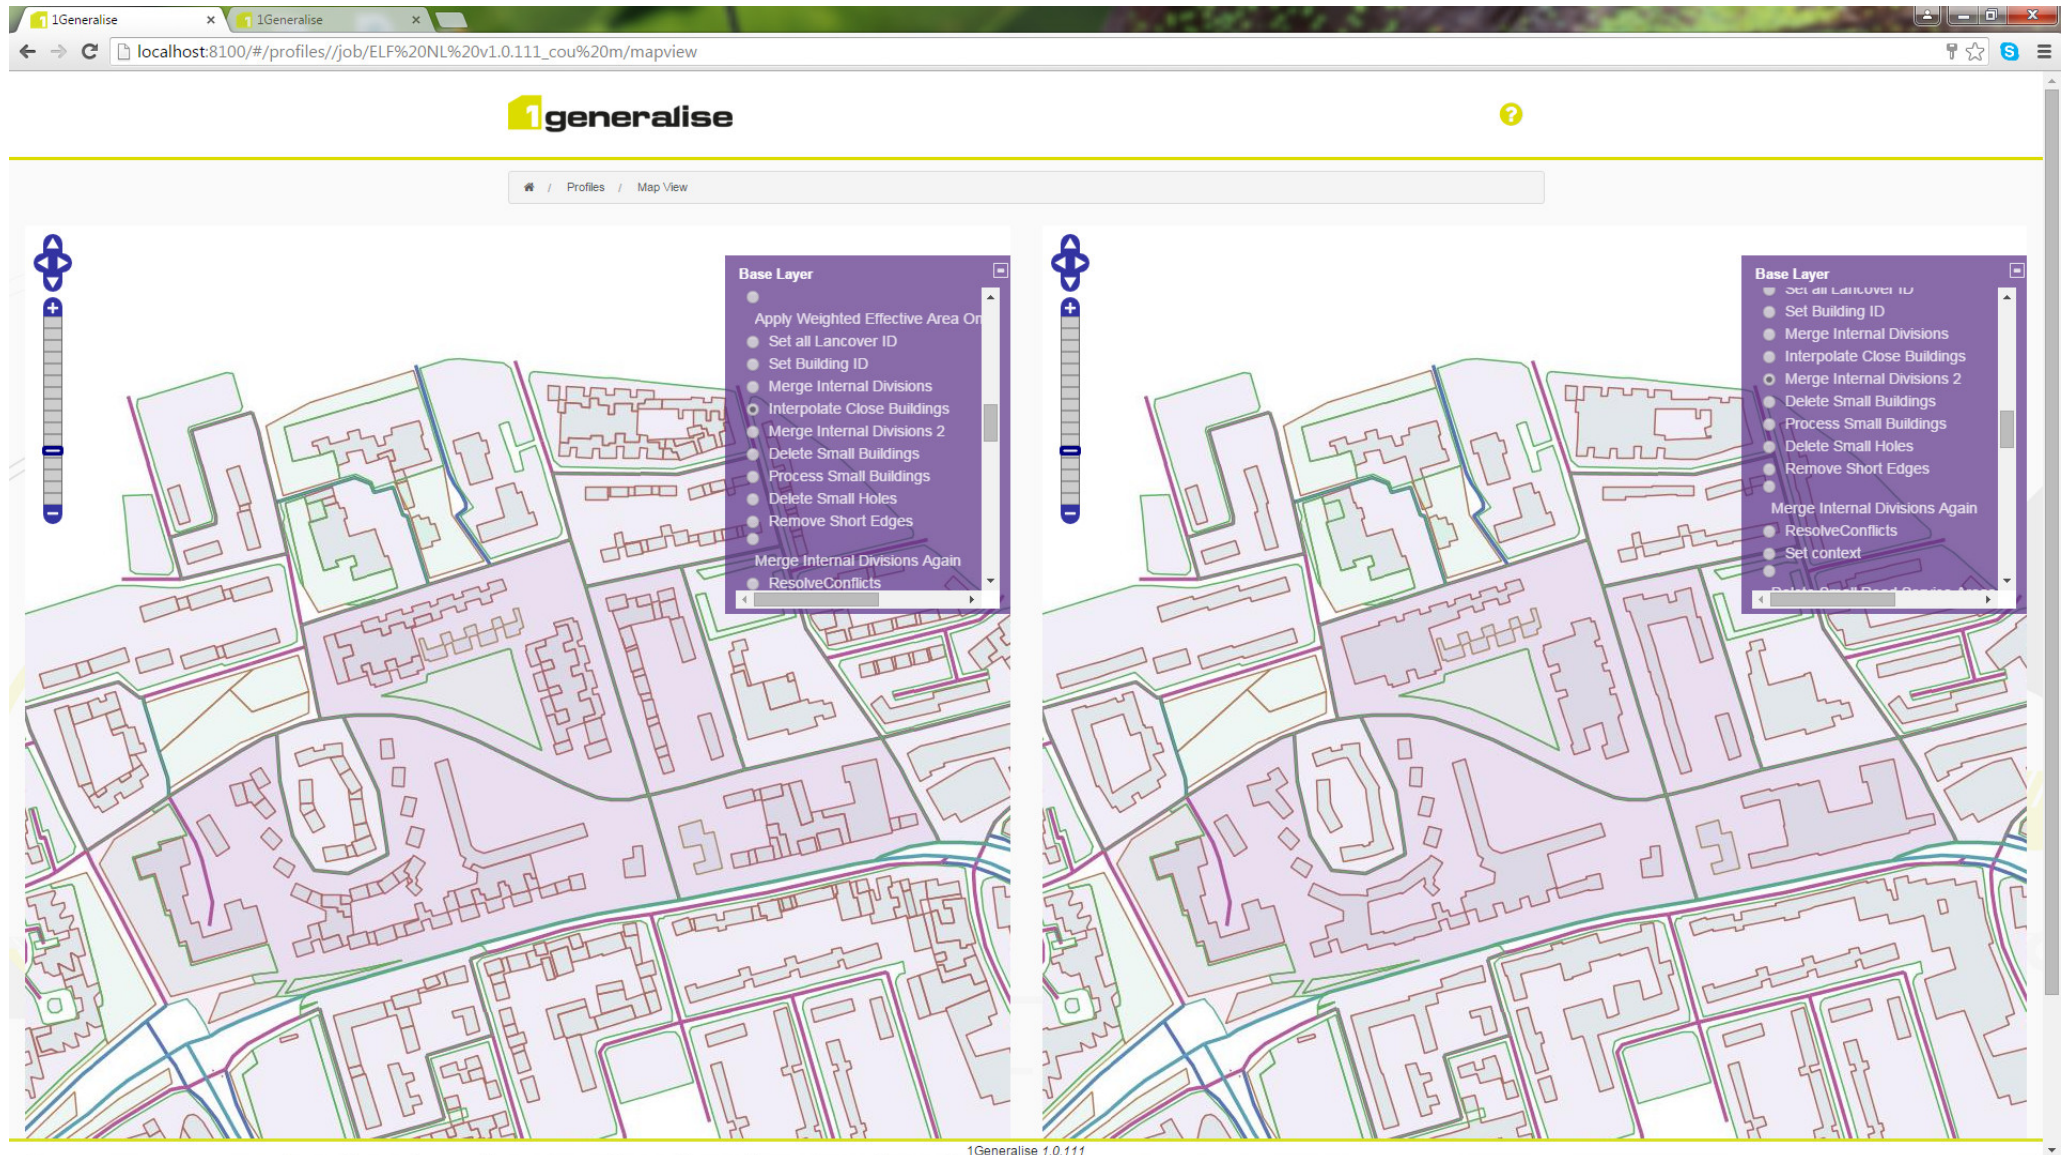 1Generalise
1Generalise
localhost:8100/#/profiles//job/ELF%20NL%20v1.0.111_cou%20m/mapview
1generalise
?
/ Profiles / Map View
Base Layer
Apply Weighted Effective Area On
Set all Lancover ID
Set Building ID
Merge Internal Divisions
Interpolate Close Buildings
Merge Internal Divisions 2
Delete Small Buildings
Process Small Buildings
Delete Small Holes
Remove Short Edges
Merge Internal Divisions Again
ResolveConflicts
Base Layer
Set all Lancover ID
Set Building ID
Merge Internal Divisions
Interpolate Close Buildings
Merge Internal Divisions 2
Delete Small Buildings
Process Small Buildings
Delete Small Holes
Remove Short Edges
Merge Internal Divisions Again
ResolveConflicts
Set context
1Generalise 1.0.111